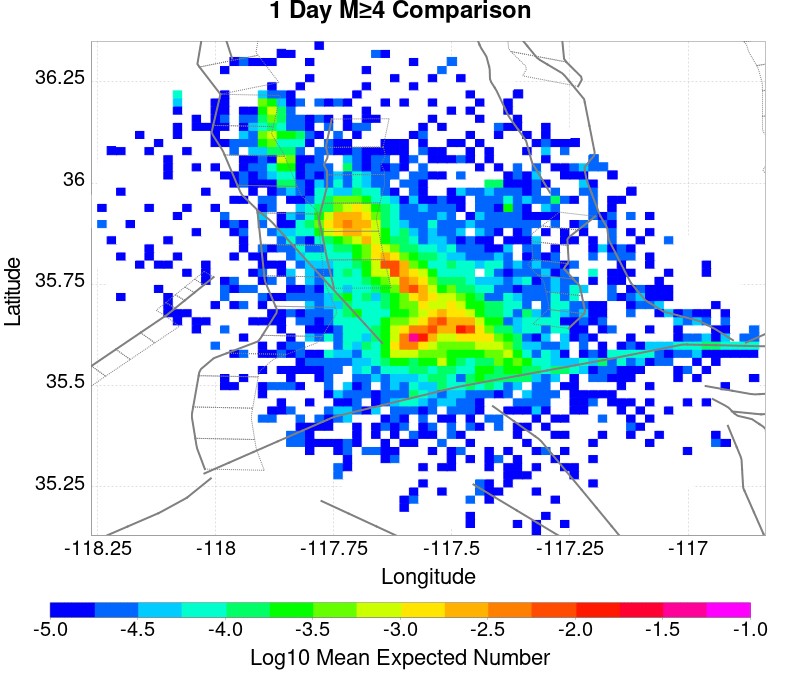 1 Day M≥4 Comparison
36.25
36
35.75
35.5
35.25
Latitude
-118.25 -118 -117.75 -117.5 -117.25 -117
Longitude
-5.0 -4.5 -4.0 -3.5 -3.0 -2.5 -2.0 -1.5 -1.0
Log10 Mean Expected Number